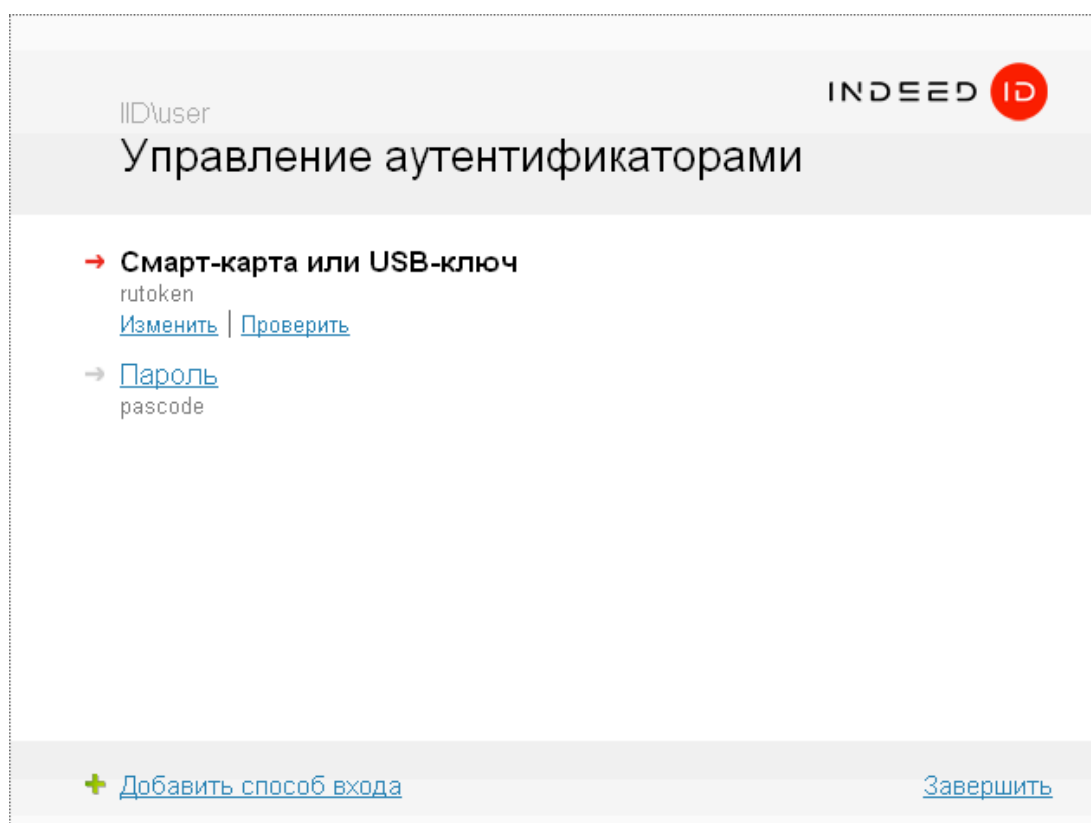 INDEED ID
IID\user
Управление аутентификаторами
Смарт-карта или USB-ключ
rutoken
Изменить | Проверить
Пароль
pascode
Добавить способ входа
Завершить